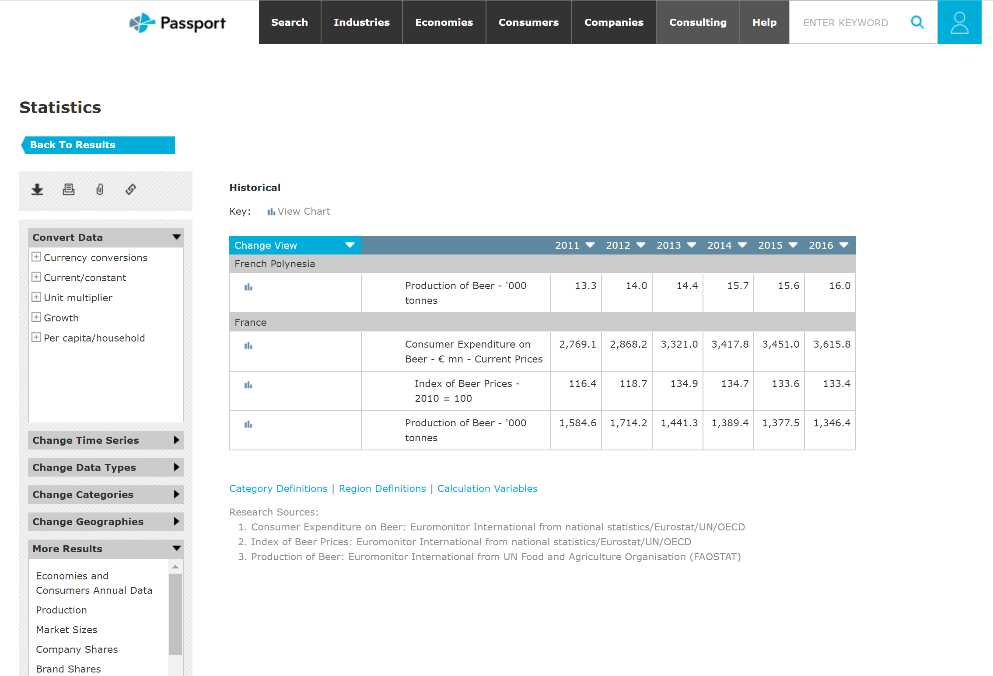 Passport
Search Industries Economies Consumers Companies Consulting Help ENTER KEYWORD
Statistics
Back To Results
Convert Data
Currency conversions
Current/constant
Unit multiplier
Growth
Per capita/household
Change Time Series
Change Data Types
Change Categories
Change Geographies
More Results
Economies and
Consumers Annual Data
Production
Market Sizes
Company Shares
Brand Shares
Historical
Key: View Chart
Change View 2011 2012 2013 2014 2015 2016
French Polynesia
Production of Beer - '000 13.3 14.0 14.4 15.7 15.6 16.0
tonnes
France
Consumer Expenditure on 2,769.1 2,868.2 3,321.0 3,417.8 3,451.0 3,615.8
Beer - € mn - Current Prices
Index of Beer Prices - 116.4 118.7 134.9 134.7 133.6 133.4
2010 = 100
Production of Beer - '000 1,584.6 1,714.2 1,441.3 1,389.4 1,377.5 1,346.4
tonnes
Category Definitions | Region Definitions | Calculation Variables
Research Sources:
1. Consumer Expenditure on Beer: Euromonitor International from national statistics/Eurostat/UN/OECD
2. Index of Beer Prices: Euromonitor International from national statistics/Eurostat/UN/OECD
3. Production of Beer: Euromonitor International from UN Food and Agriculture Organisation (FAOSTAT)